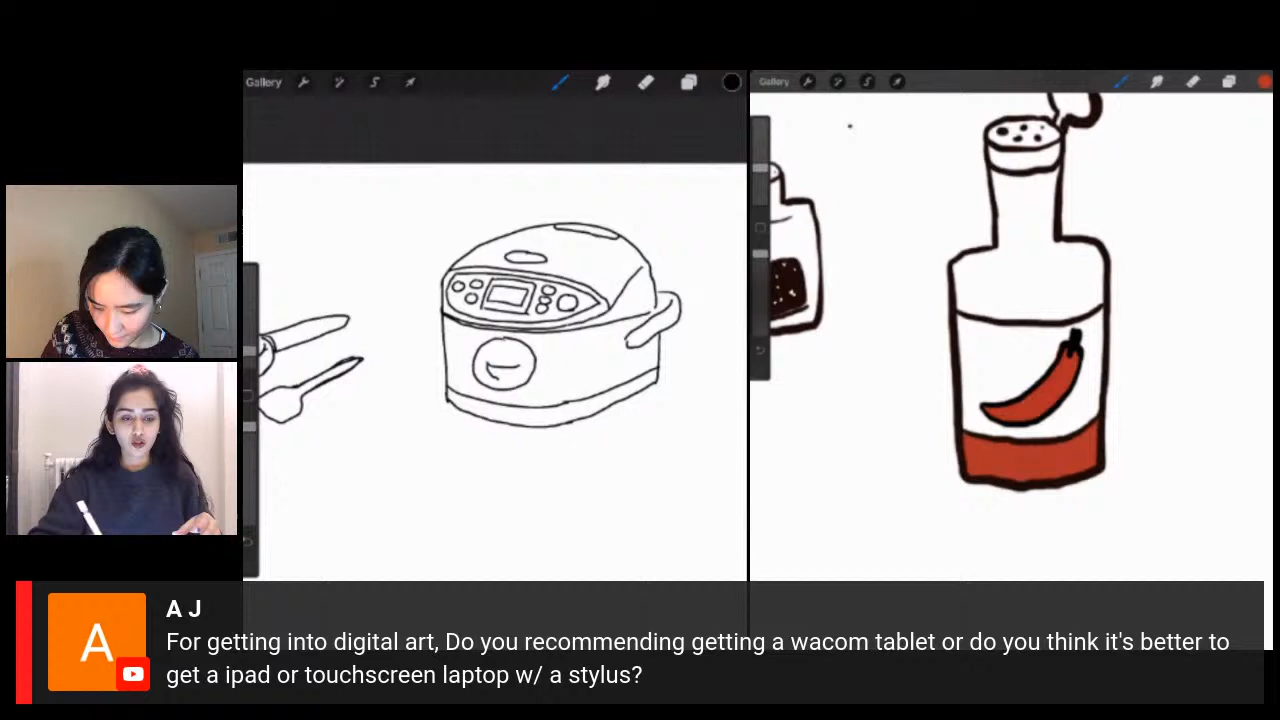 Gallery
Gallery
A
A J
For getting into digital art, Do you recommending getting a wacom tablet or do you think it's better to
get a ipad or touchscreen laptop w/ a stylus?